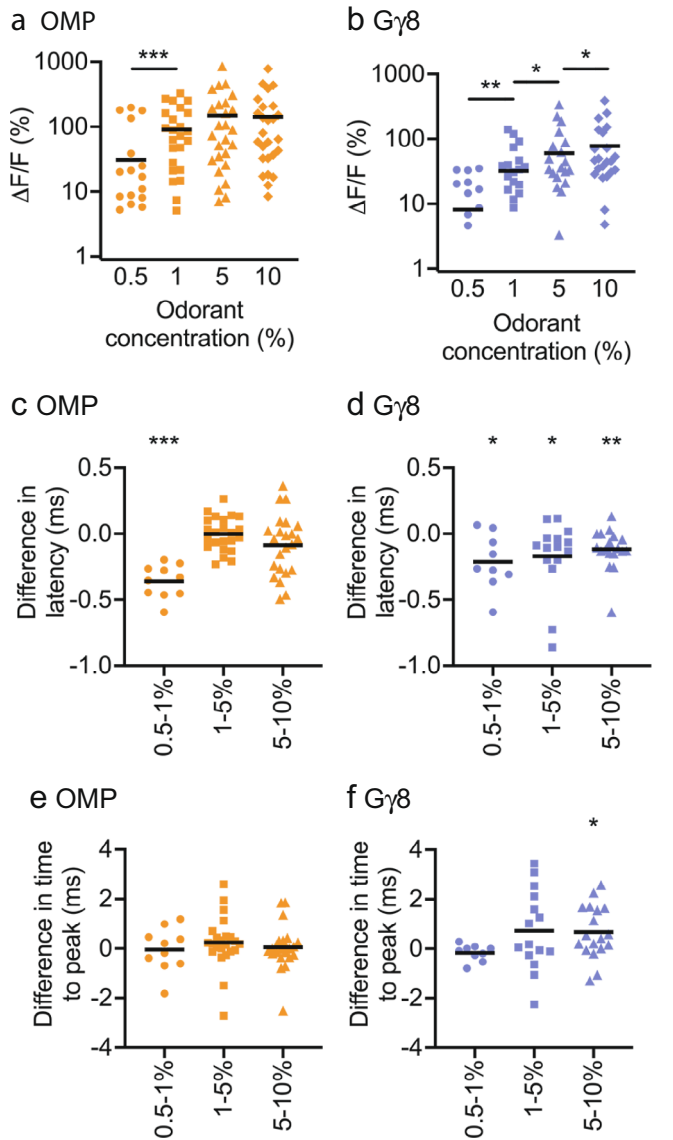 a OMP
ΔF/F (%)
1000
100
10
1
***
0.5 1 5 10
Odorant
concentration (%)
b Gγ8
ΔF/F (%)
1000
100
10
1
** * *
0.5 1 5 10
Odorant
concentration (%)
c OMP
***
Difference in
latency (ms)
0.5
0.0
-0.5
-1.0
0.5-1%
1-5%
5-10%
d Gγ8
* * **
Difference in
latency (ms)
0.5
0.0
-0.5
-1.0
0.5-1%
1-5%
5-10%
e OMP
Difference in time
to peak (ms)
4
2
0
-2
-4
0.5-1%
1-5%
5-10%
f Gγ8
*
Difference in time
to peak (ms)
4
2
0
-2
-4
0.5-1%
1-5%
5-10%